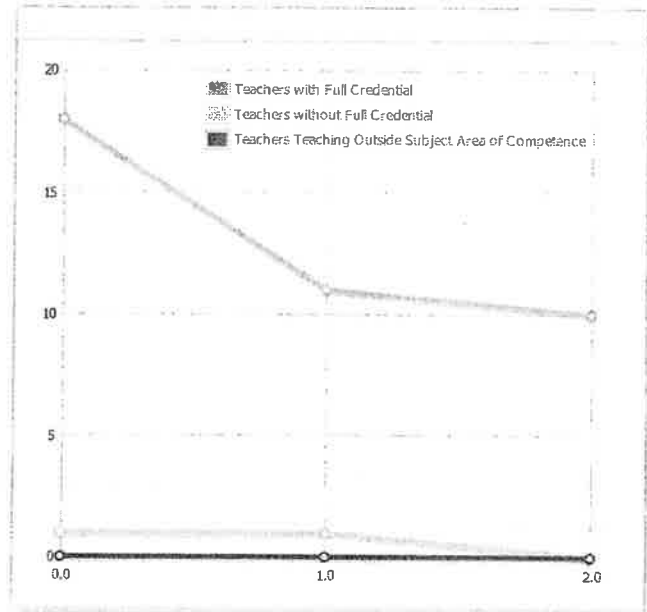 20
Teachers with Full Credential
Teachers without Full Credential
Teachers Teaching Outside Subject Area of Competence
15
10
5
0
0.0 1.0 2.0